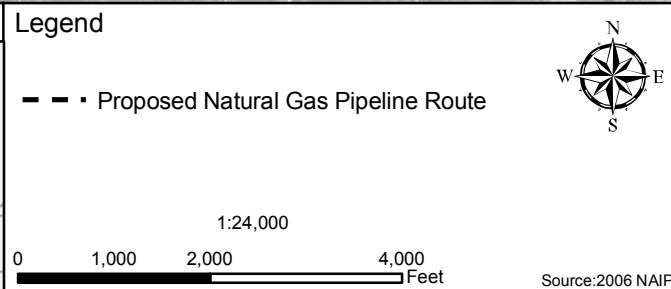 Legend
N
W E
S
Proposed Natural Gas Pipeline Route
1:24,000
0 1,000 2,000 4,000
Feet
Source:2006 NAIP